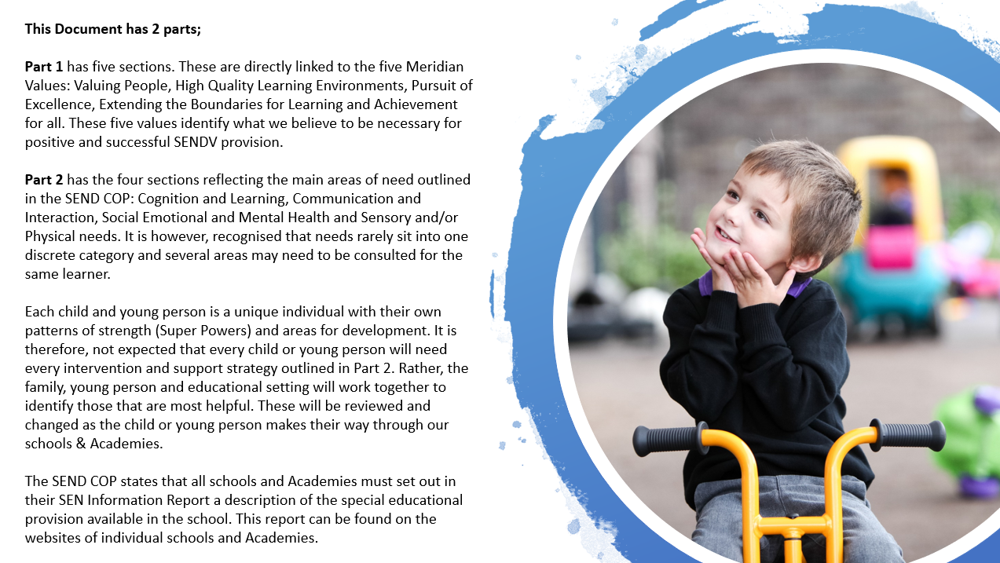 This Document has 2 parts;
Part 1 has five sections. These are directly linked to the five Meridian
Values: Valuing People, High Quality Learning Environments, Pursuit of
Excellence, Extending the Boundaries for Learning and Achievement
for all. These five values identify what we believe to be necessary for
positive and successful SENDV provision.
Part 2 has the four sections reflecting the main areas of need outlined
in the SEND COP: Cognition and Learning, Communication and
Interaction, Social Emotional and Mental Health and Sensory and/or
Physical needs. It is however, recognised that needs rarely sit into one
discrete category and several areas may need to be consulted for the
same learner.
Each child and young person is a unique individual with their own
patterns of strength (Super Powers) and areas for development. It is
therefore, not expected that every child or young person will need
every intervention and support strategy outlined in Part 2. Rather, the
family, young person and educational setting will work together to
identify those that are most helpful. These will be reviewed and
changed as the child or young person makes their way through our
schools & Academies.
The SEND COP states that all schools and Academies must set out in
their SEN Information Report a description of the special educational
provision available in the school. This report can be found on the
websites of individual schools and Academies.